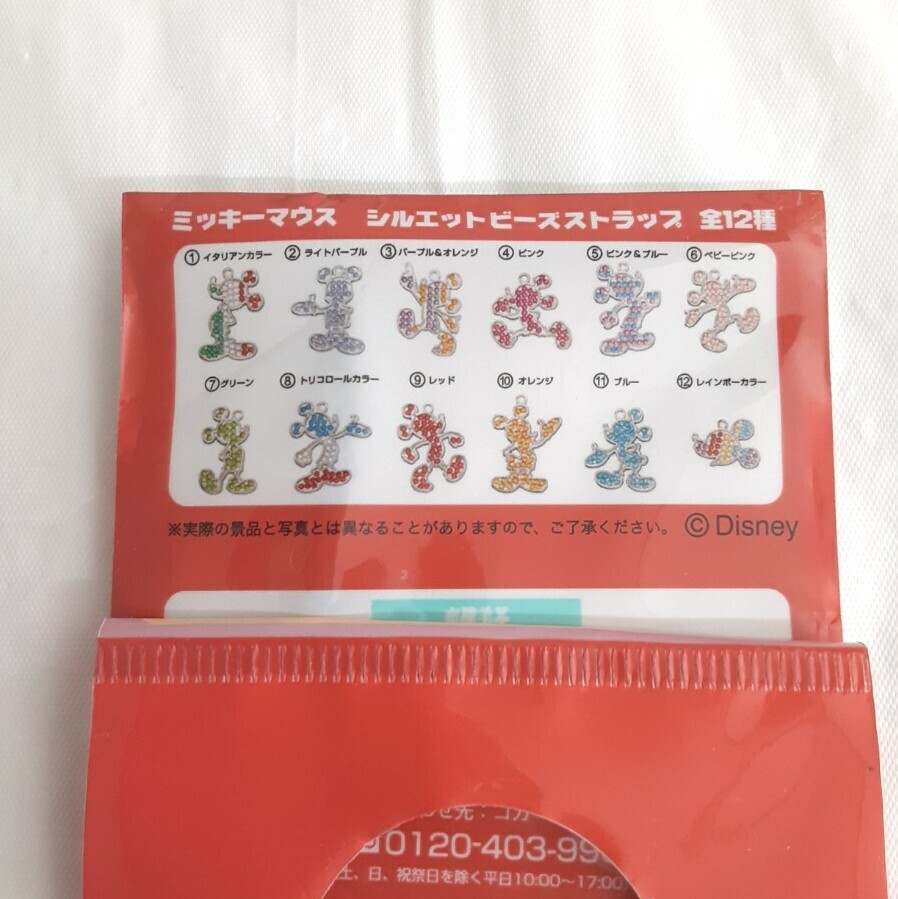 ミッキーマウス シルエットビーズストラップ 全12種
①イタリアンカラー ②ライトパープル ③パープル&オレンジ ④ピンク ⑤ピンク&ブルー ⑥ベビーピンク
⑦グリーン ⑧トリコロールカラー ⑨レッド ⑩オレンジ ⑪ブルー ⑫レインボーカラー
※実際の景品と写真とは異なることがありますので、ご了承ください。 © Disney
せ先:コカ
0120-403-99
土、日、祝祭日を除く平日10:00〜17:00)